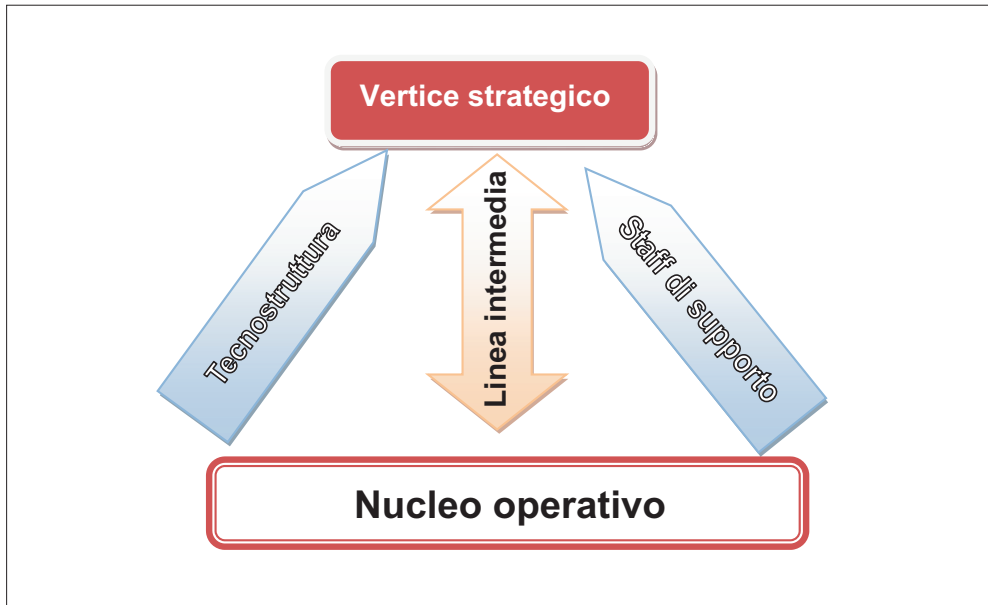 Vertice strategico
Tecnostruttura
Linea intermedia
Staff di supporto
Nucleo operativo